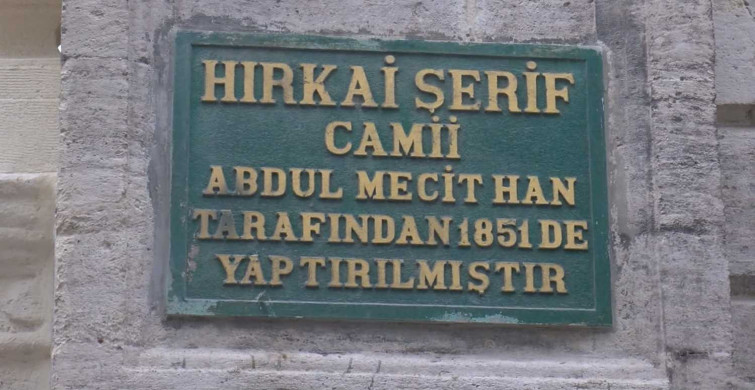 HIRKAİ ŞERİF
CAMİİ
ABDUL MECİT HAN
TARAFINDAN 1851 DE
YAPTIRILMIŞTIR